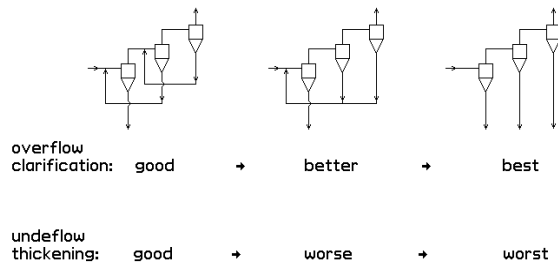 overflow
clarification: good → better → best
undeflow
thickening: good → worse → worst